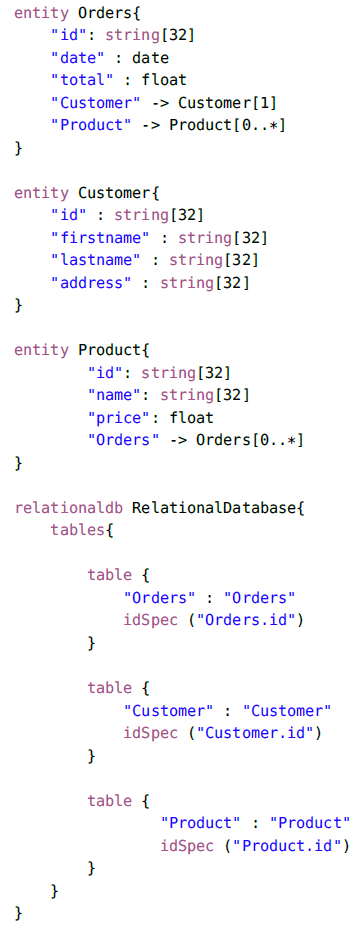 entity Orders{
"id": string[32]
"date" : date
"total" : float
"Customer" -> Customer[1]
"Product" -> Product[0..*]
}
entity Customer{
"id" : string[32]
"firstname" : string[32]
"lastname" : string[32]
"address" : string[32]
}
entity Product{
"id": string[32]
"name": string[32]
"price": float
"Orders" -> Orders[0..*]
}
relationaldb RelationalDatabase{
tables{
table {
"Orders" : "Orders"
idSpec ("Orders.id")
}
table {
"Customer" : "Customer"
idSpec ("Customer.id")
}
table {
"Product" : "Product"
idSpec ("Product.id")
}
}
}